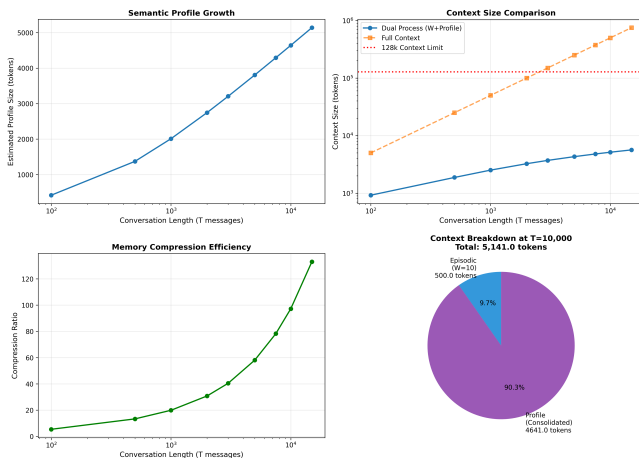 Semantic Profile Growth
Estimated Profile Size (tokens)
5000
4000
3000
2000
1000
10²
10³
10⁴
Conversation Length (T messages)
Context Size Comparison
Context Size (tokens)
10⁶
10⁵
10⁴
10³
Dual Process (W+Profile)
Full Context
128k Context Limit
10²
10³
10⁴
Conversation Length (T messages)
Memory Compression Efficiency
Compression Ratio
120
100
80
60
40
20
0
10²
10³
10⁴
Conversation Length (T messages)
Context Breakdown at T=10,000
Total: 5,141.0 tokens
Episodic
(W=10)
500.0 tokens
9.7%
90.3%
Profile
(Consolidated)
4641.0 tokens